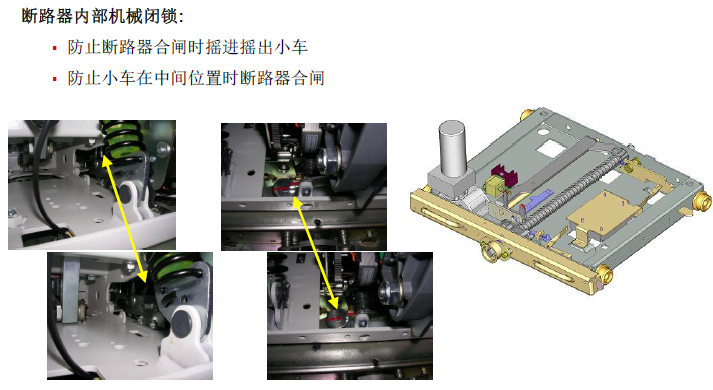 断路器内部机械闭锁:
▪ 防止断路器合闸时摇进摇出小车
▪ 防止小车在中间位置时断路器合闸